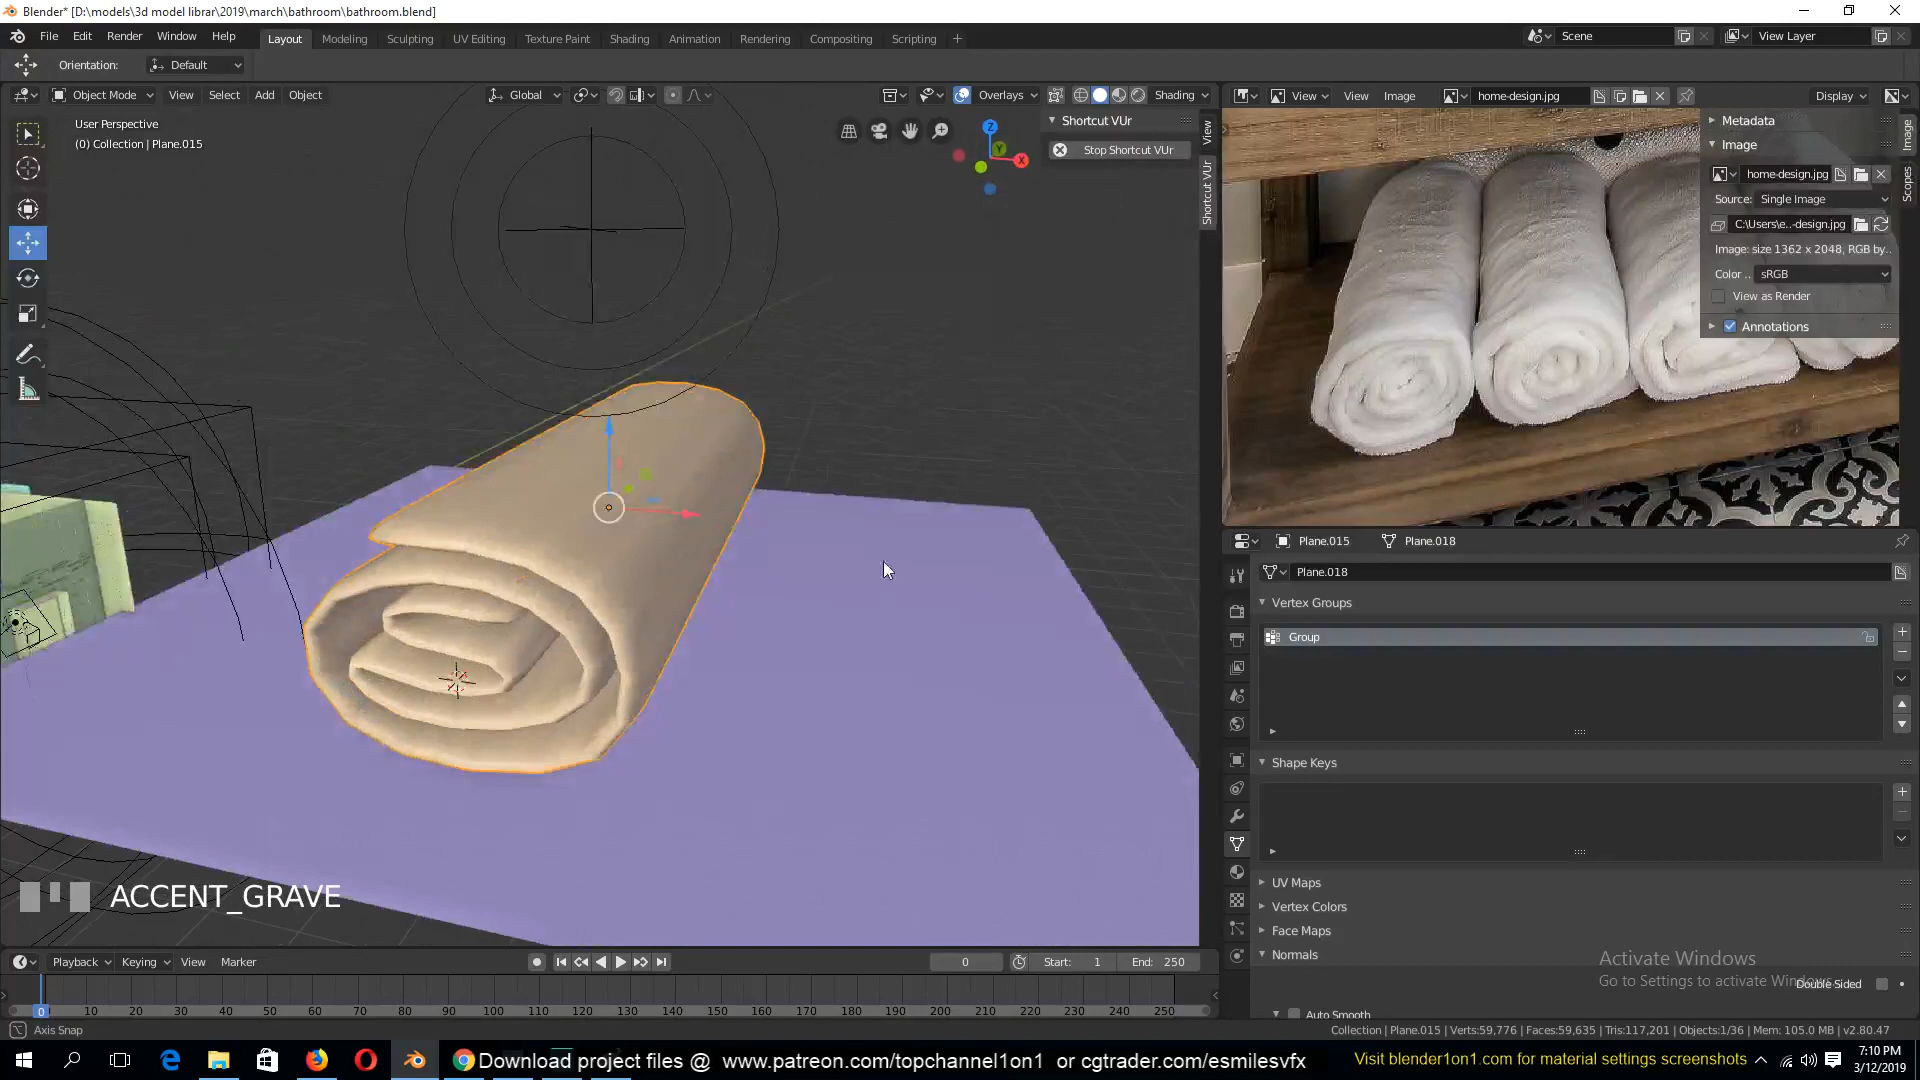 Blender* [D:\models\3d model librar\2019\march\bathroom\bathroom.blend]
File Edit Render Window Help Layout Modeling Sculpting UV Editing Texture Paint Shading Animation Rendering Compositing Scripting + Scene View Layer
Orientation: Default
Object Mode View Select Add Object Global Overlays Shading View View Image home-design.jpg Display
User Perspective
(0) Collection | Plane.015
Z
Y
X
Shortcut VUr
Stop Shortcut VUr
View
Shortcut VUr
Metadata
Image
home-design.jpg
Source: Single Image
C:\Users\e..-design.jpg
Image: size 1362 x 2048, RGB by..
Color .. sRGB
View as Render
Annotations
Image
Scopes
Plane.015 Plane.018
Plane.018
Vertex Groups
Group
Shape Keys
UV Maps
Vertex Colors
Face Maps
Normals
Double Sided
Auto Smooth
Activate Windows
Go to Settings to activate Windows.
ACCENT_GRAVE
Playback Keying View Marker 0 Start: 1 End: 250
0 10 20 30 40 50 60 70 80 90 100 110 120 130 140 150 160 170 180 190 200 210 220 230 240 250
Axis Snap
Collection | Plane.015 | Verts:59,776 | Faces:59,635 | Tris:117,201 | Objects:1/36 | Mem: 105.0 MB | v2.80.47
Download project files @ www.patreon.com/topchannel1on1 or cgtrader.com/esmilesvfx
Visit blender1on1.com for material settings screenshots
7:10 PM
3/12/2019